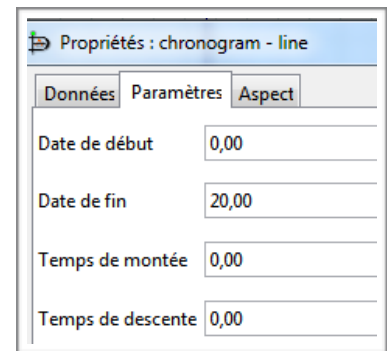 Propriétés : chronogram - line
Données Paramètres Aspect
Date de début 0,00
Date de fin 20,00
Temps de montée 0,00
Temps de descente 0,00